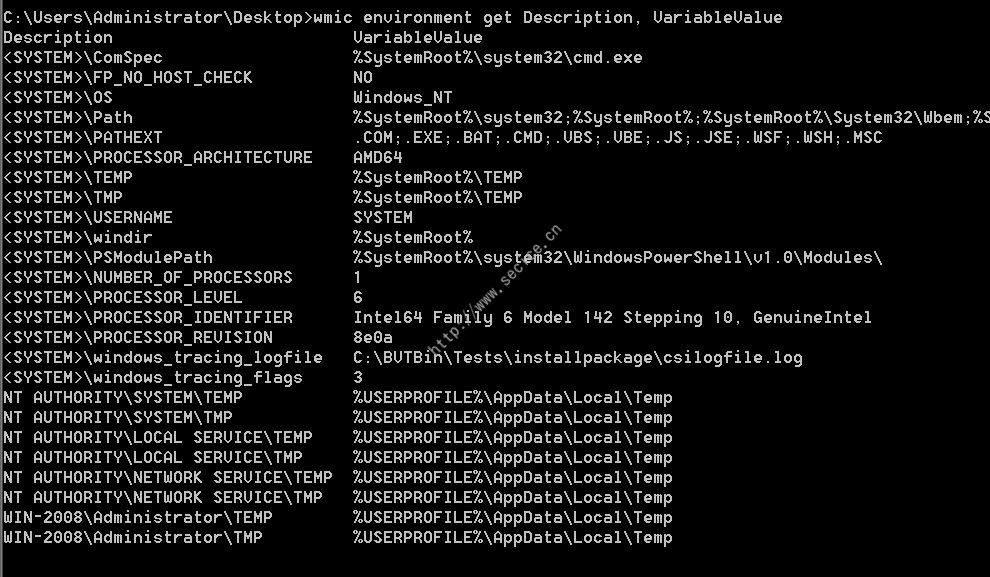 C:\Users\Administrator\Desktop>wmic environment get Description, VariableValue
Description VariableValue
<SYSTEM>\ComSpec %SystemRoot%\system32\cmd.exe
<SYSTEM>\FP_NO_HOST_CHECK NO
<SYSTEM>\OS Windows_NT
<SYSTEM>\Path %SystemRoot%\system32;%SystemRoot%;%SystemRoot%\System32\Wbem;%S
<SYSTEM>\PATHEXT .COM;.EXE;.BAT;.CMD;.VBS;.VBE;.JS;.JSE;.WSF;.WSH;.MSC
<SYSTEM>\PROCESSOR_ARCHITECTURE AMD64
<SYSTEM>\TEMP %SystemRoot%\TEMP
<SYSTEM>\TMP %SystemRoot%\TEMP
<SYSTEM>\USERNAME SYSTEM
<SYSTEM>\windir %SystemRoot%
<SYSTEM>\PSModulePath %SystemRoot%\system32\WindowsPowerShell\v1.0\Modules\
<SYSTEM>\NUMBER_OF_PROCESSORS 1
<SYSTEM>\PROCESSOR_LEVEL 6
<SYSTEM>\PROCESSOR_IDENTIFIER Intel64 Family 6 Model 142 Stepping 10, GenuineIntel
<SYSTEM>\PROCESSOR_REVISION 8e0a
<SYSTEM>\windows_tracing_logfile C:\BVTBin\Tests\installpackage\csilogfile.log
<SYSTEM>\windows_tracing_flags 3
NT AUTHORITY\SYSTEM\TEMP %USERPROFILE%\AppData\Local\Temp
NT AUTHORITY\SYSTEM\TMP %USERPROFILE%\AppData\Local\Temp
NT AUTHORITY\LOCAL SERVICE\TEMP %USERPROFILE%\AppData\Local\Temp
NT AUTHORITY\LOCAL SERVICE\TMP %USERPROFILE%\AppData\Local\Temp
NT AUTHORITY\NETWORK SERVICE\TEMP %USERPROFILE%\AppData\Local\Temp
NT AUTHORITY\NETWORK SERVICE\TMP %USERPROFILE%\AppData\Local\Temp
WIN-2008\Administrator\TEMP %USERPROFILE%\AppData\Local\Temp
WIN-2008\Administrator\TMP %USERPROFILE%\AppData\Local\Temp